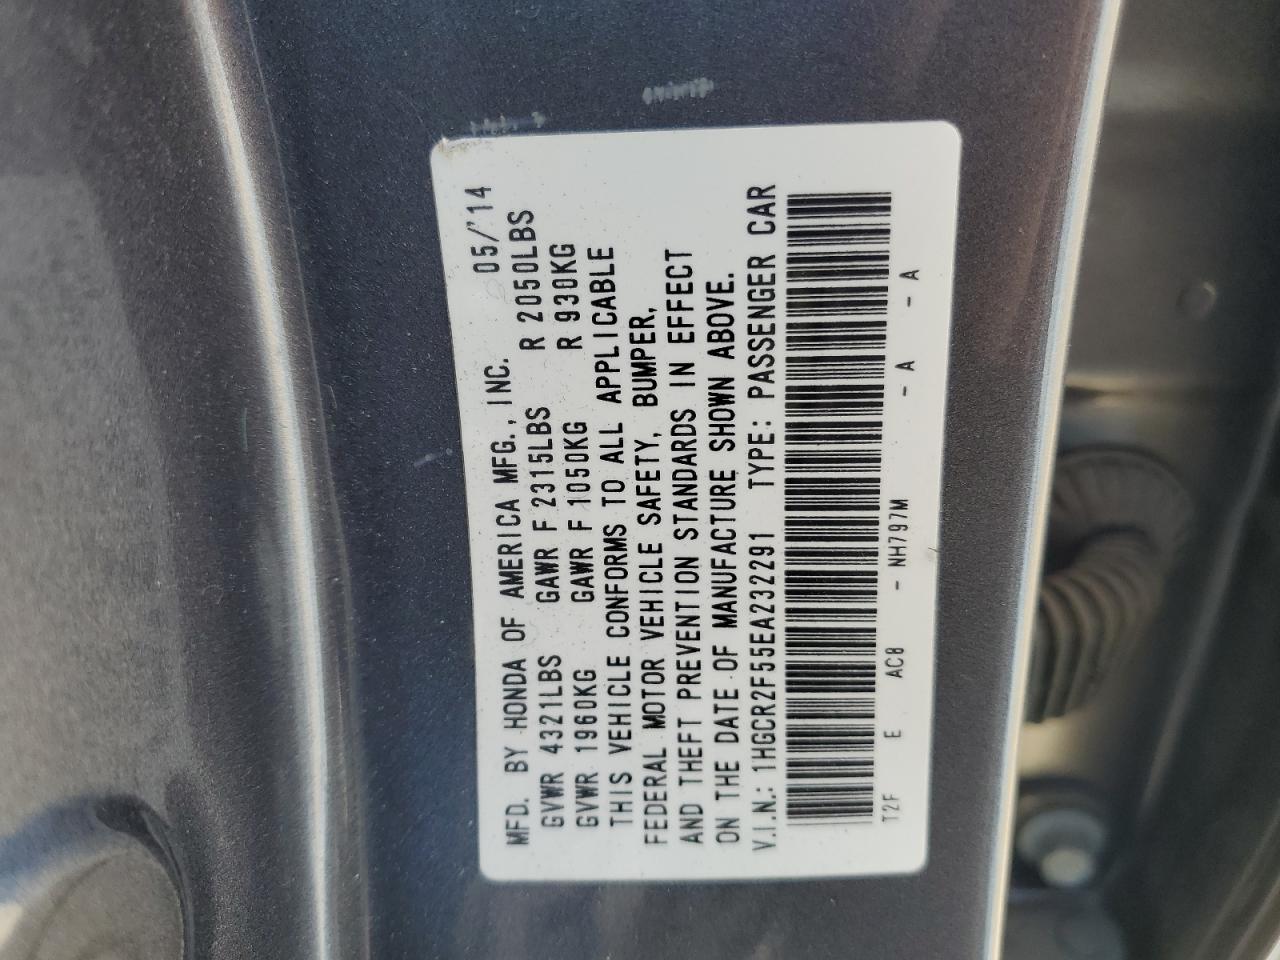 MFD. BY HONDA OF AMERICA MFG., INC. 05/'14
GVWR 4321LBS GAWR F 2315LBS R 2050LBS
GVWR 1960KG GAWR F 1050KG R 930KG
THIS VEHICLE CONFORMS TO ALL APPLICABLE
FEDERAL MOTOR VEHICLE SAFETY, BUMPER,
AND THEFT PREVENTION STANDARDS IN EFFECT
ON THE DATE OF MANUFACTURE SHOWN ABOVE.
V.I.N.: 1HGCR2F55EA232291 TYPE: PASSENGER CAR
T2F E AC8 - NH797M - A - A